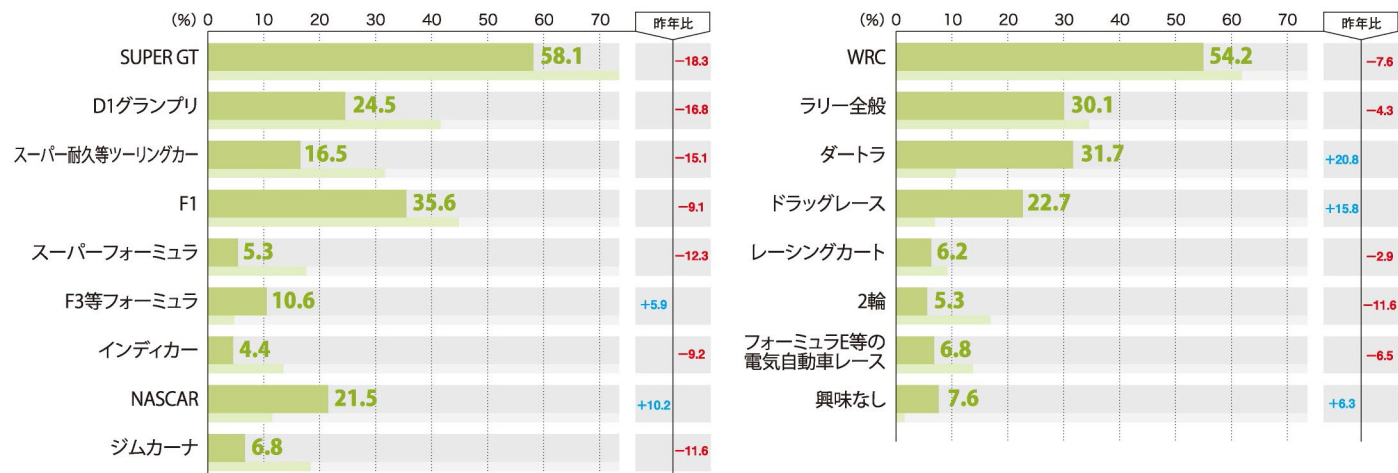 (%) 0 10 20 30 40 50 60 70 昨年比
SUPER GT 58.1 −18.3
D1グランプリ 24.5 −16.8
スーパー耐久等ツーリングカー 16.5 −15.1
F1 35.6 −9.1
スーパーフォーミュラ 5.3 −12.3
F3等フォーミュラ 10.6 +5.9
インディカー 4.4 −9.2
NASCAR 21.5 +10.2
ジムカーナ 6.8 −11.6
(%) 0 10 20 30 40 50 60 70 昨年比
WRC 54.2 −7.6
ラリー全般 30.1 −4.3
ダートラ 31.7 +20.8
ドラッグレース 22.7 +15.8
レーシングカート 6.2 −2.9
2輪 5.3 −11.6
フォーミュラE等の
電気自動車レース 6.8 −6.5
興味なし 7.6 +6.3